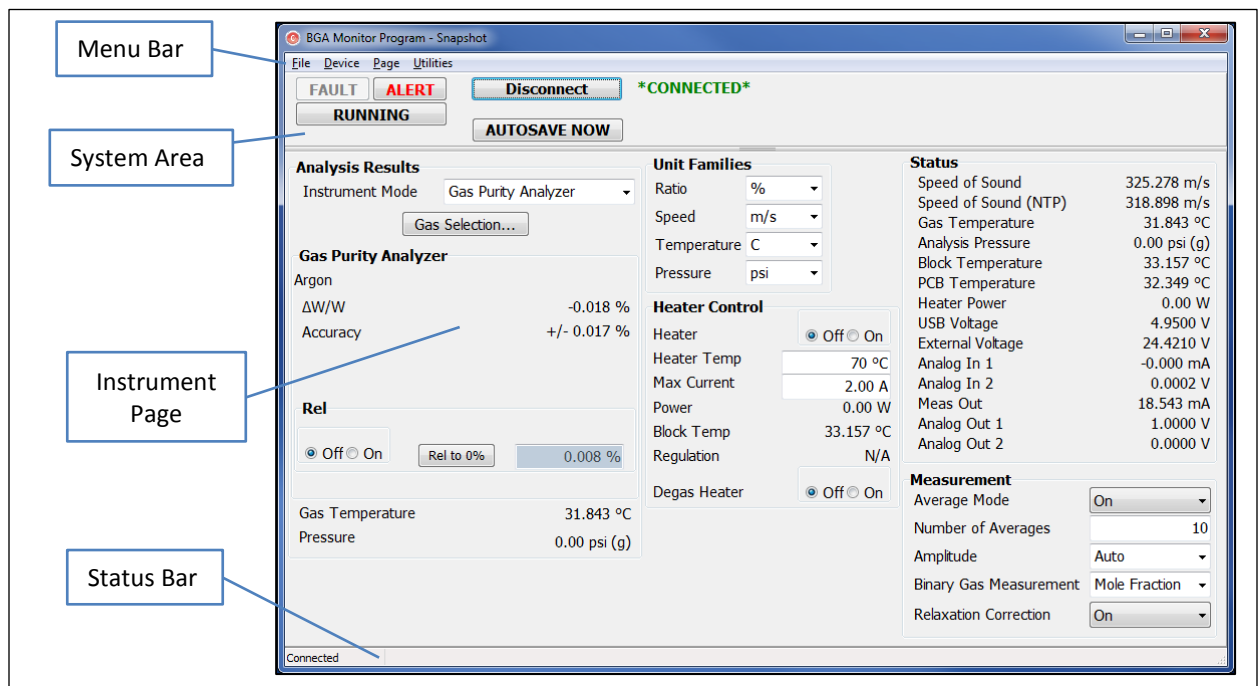 Menu Bar
System Area
Instrument
Page
Status Bar
BGA Monitor Program - Snapshot
File Device Page Utilities
FAULT ALERT Disconnect *CONNECTED*
RUNNING
AUTOSAVE NOW
Analysis Results
Instrument Mode Gas Purity Analyzer
Gas Selection...
Gas Purity Analyzer
Argon
ΔW/W -0.018 %
Accuracy +/- 0.017 %
Rel
Off On Rel to 0% 0.008 %
Gas Temperature 31.843 ºC
Pressure 0.00 psi (g)
Unit Families
Ratio %
Speed m/s
Temperature C
Pressure psi
Heater Control
Heater Off On
Heater Temp 70 ºC
Max Current 2.00 A
Power 0.00 W
Block Temp 33.157 ºC
Regulation N/A
Degas Heater Off On
Status
Speed of Sound 325.278 m/s
Speed of Sound (NTP) 318.898 m/s
Gas Temperature 31.843 ºC
Analysis Pressure 0.00 psi (g)
Block Temperature 33.157 ºC
PCB Temperature 32.349 ºC
Heater Power 0.00 W
USB Voltage 4.9500 V
External Voltage 24.4210 V
Analog In 1 -0.000 mA
Analog In 2 0.0002 V
Meas Out 18.543 mA
Analog Out 1 1.0000 V
Analog Out 2 0.0000 V
Measurement
Average Mode On
Number of Averages 10
Amplitude Auto
Binary Gas Measurement Mole Fraction
Relaxation Correction On
Connected